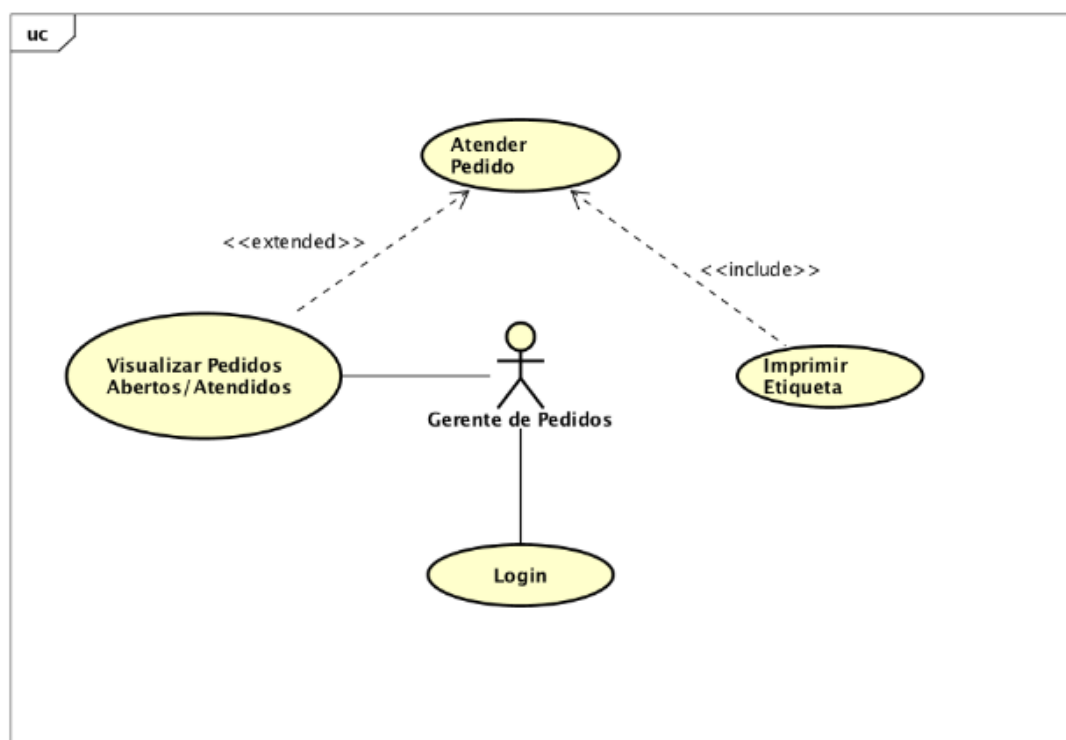 uc
Atender
Pedido
<<extended>>
<<include>>
Visualizar Pedidos
Abertos/Atendidos
Imprimir
Etiqueta
Gerente de Pedidos
Login